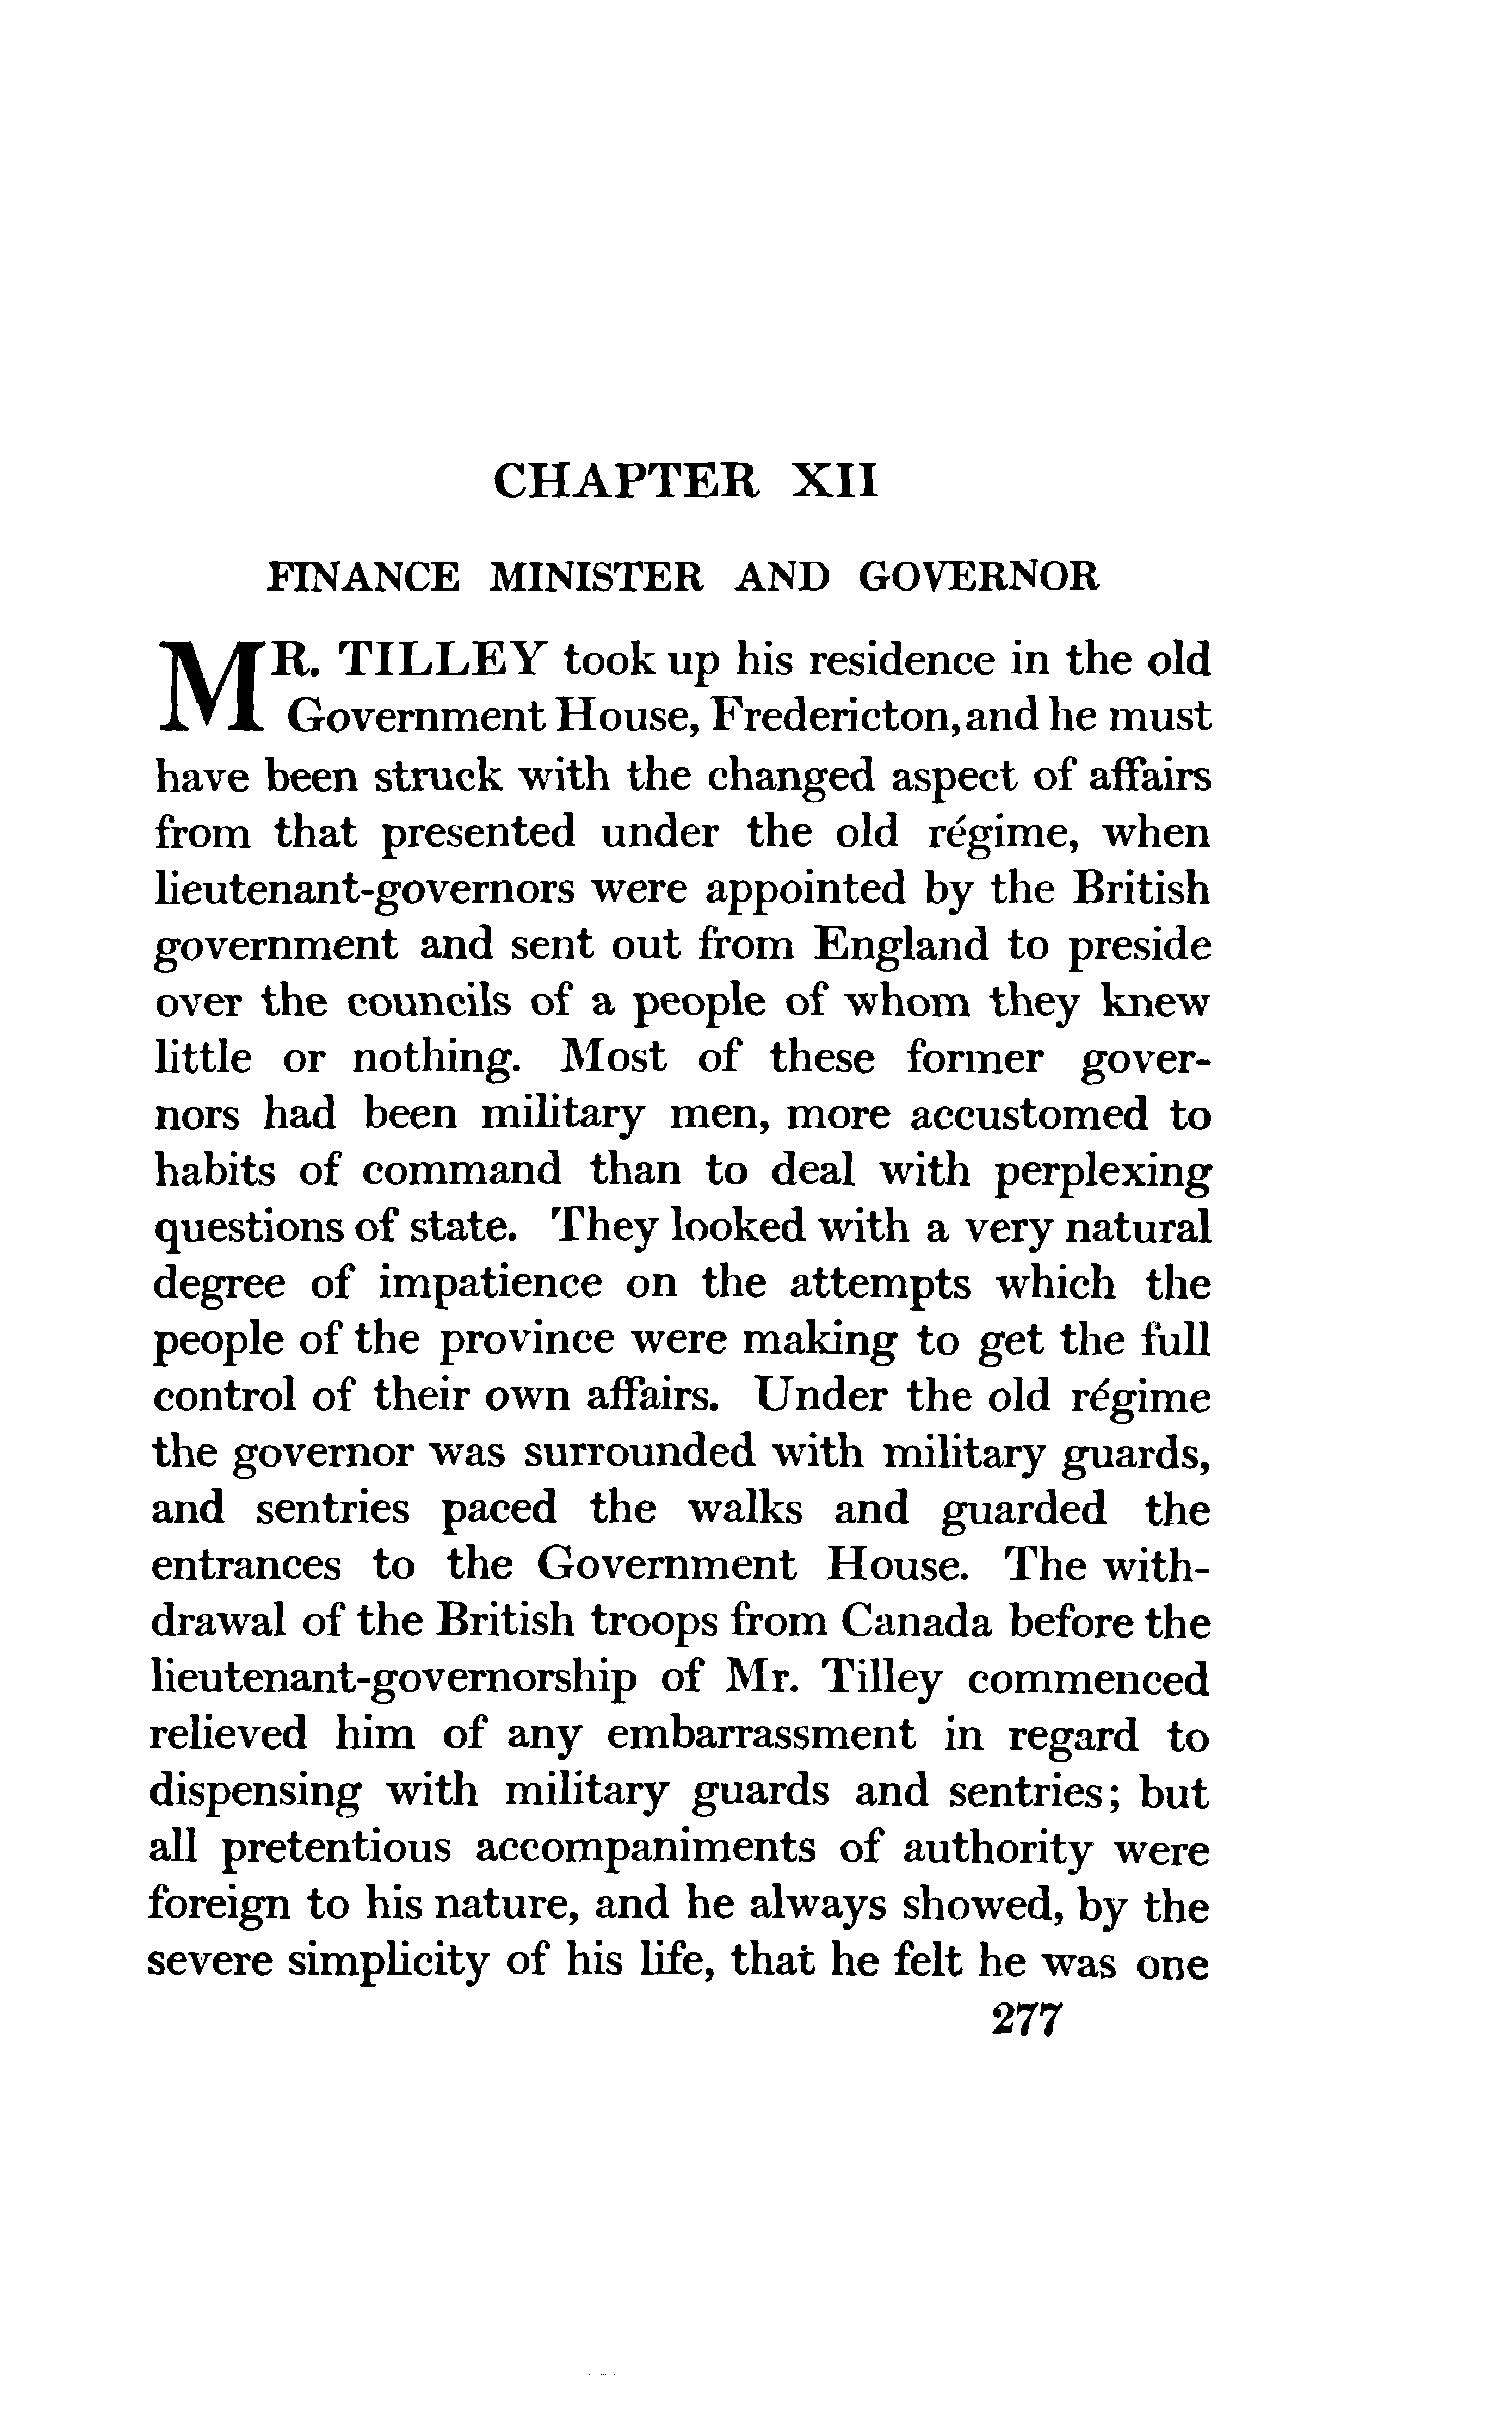 CHAPTER XII
FINANCE MINISTER AND GOVERNOR
MR. TILLEY took up his residence in the old
Government House, Fredericton, and he must
have been struck with the changed aspect of affairs
from that presented under the old régime, when
lieutenant-governors were appointed by the British
government and sent out from England to preside
over the councils of a people of whom they knew
little or nothing. Most of these former gover-
nors had been military men, more accustomed to
habits of command than to deal with perplexing
questions of state. They looked with a very natural
degree of impatience on the attempts which the
people of the province were making to get the full
control of their own affairs. Under the old régime
the governor was surrounded with military guards,
and sentries paced the walks and guarded the
entrances to the Government House. The with-
drawal of the British troops from Canada before the
lieutenant-governorship of Mr. Tilley commenced
relieved him of any embarrassment in regard to
dispensing with military guards and sentries; but
all pretentious accompaniments of authority were
foreign to his nature, and he always showed, by the
severe simplicity of his life, that he felt he was one
277